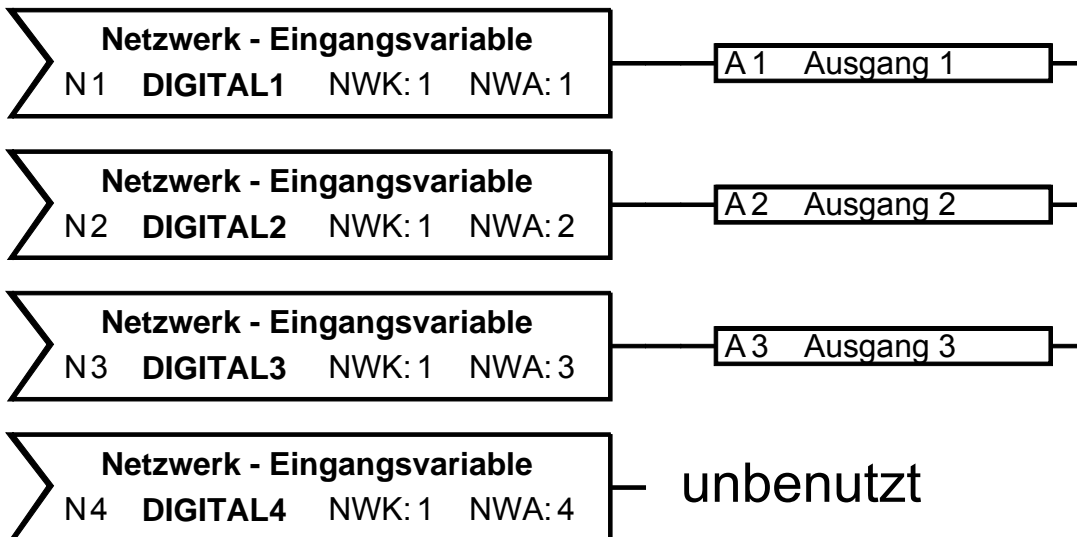 Netzwerk - Eingangsvariable
N1 DIGITAL1 NWK: 1 NWA: 1
A1 Ausgang 1
Netzwerk - Eingangsvariable
N2 DIGITAL2 NWK: 1 NWA: 2
A2 Ausgang 2
Netzwerk - Eingangsvariable
N3 DIGITAL3 NWK: 1 NWA: 3
A3 Ausgang 3
Netzwerk - Eingangsvariable
N4 DIGITAL4 NWK: 1 NWA: 4
unbenutzt